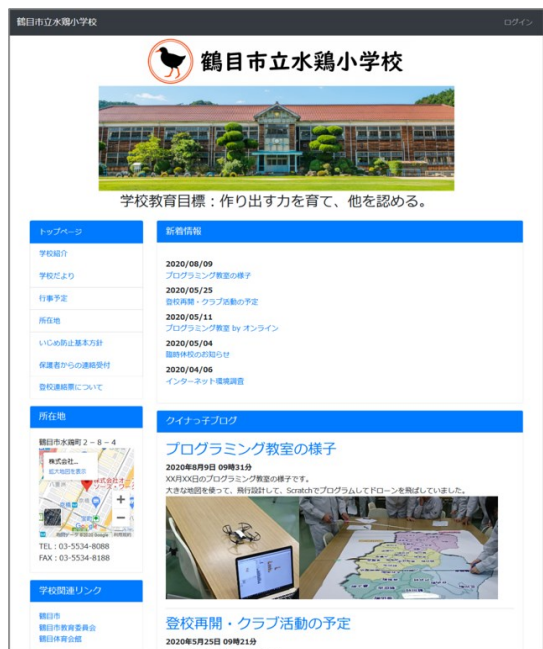 鶴目市立水鶏小学校
ログイン
鶴目市立水鶏小学校
学校教育目標：作り出す力を育て、他を認める。
トップページ
学校紹介
学校だより
行事予定
所在地
いじめ防止基本方針
保護者からの連絡受付
登校連絡票について
所在地
鶴目市水鶏町２－８－４
株式会社...
拡大地図を表示
TEL：03-5534-8088
FAX：03-5534-8188
学校関連リンク
鶴目市
鶴目市教育委員会
鶴目体育会館
新着情報
2020/08/09
プログラミング教室の様子
2020/05/25
登校再開・クラブ活動の予定
2020/05/11
プログラミング教室 by オンライン
2020/05/04
臨時休校のお知らせ
2020/04/06
インターネット環境調査
クイナっ子ブログ
プログラミング教室の様子
2020年8月9日 09時31分
XX月XX日のプログラミング教室の様子です。
大きな地図を使って、飛行設計して、Scratchでプログラムしてドローンを飛ばしていました。
登校再開・クラブ活動の予定
2020年5月25日 09時21分